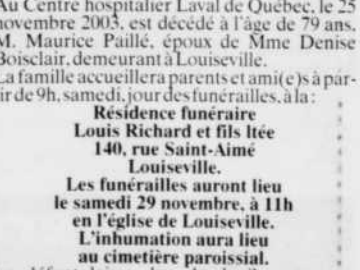 Au Centre hospitalier Laval de Québec, le 25
novembre 2003, est décédé à l'âge de 79 ans,
M. Maurice Paillé, époux de Mme Denise
Boisclair, demeurant à Louiseville.
La famille accueillera parents et ami(e)s à par-
tir de 9h, samedi, jour des funérailles, à la :
Résidence funéraire
Louis Richard et fils ltée
140, rue Saint-Aimé
Louiseville.
Les funérailles auront lieu
le samedi 29 novembre, à 11h
en l'église de Louiseville.
L'inhumation aura lieu
au cimetière paroissial.